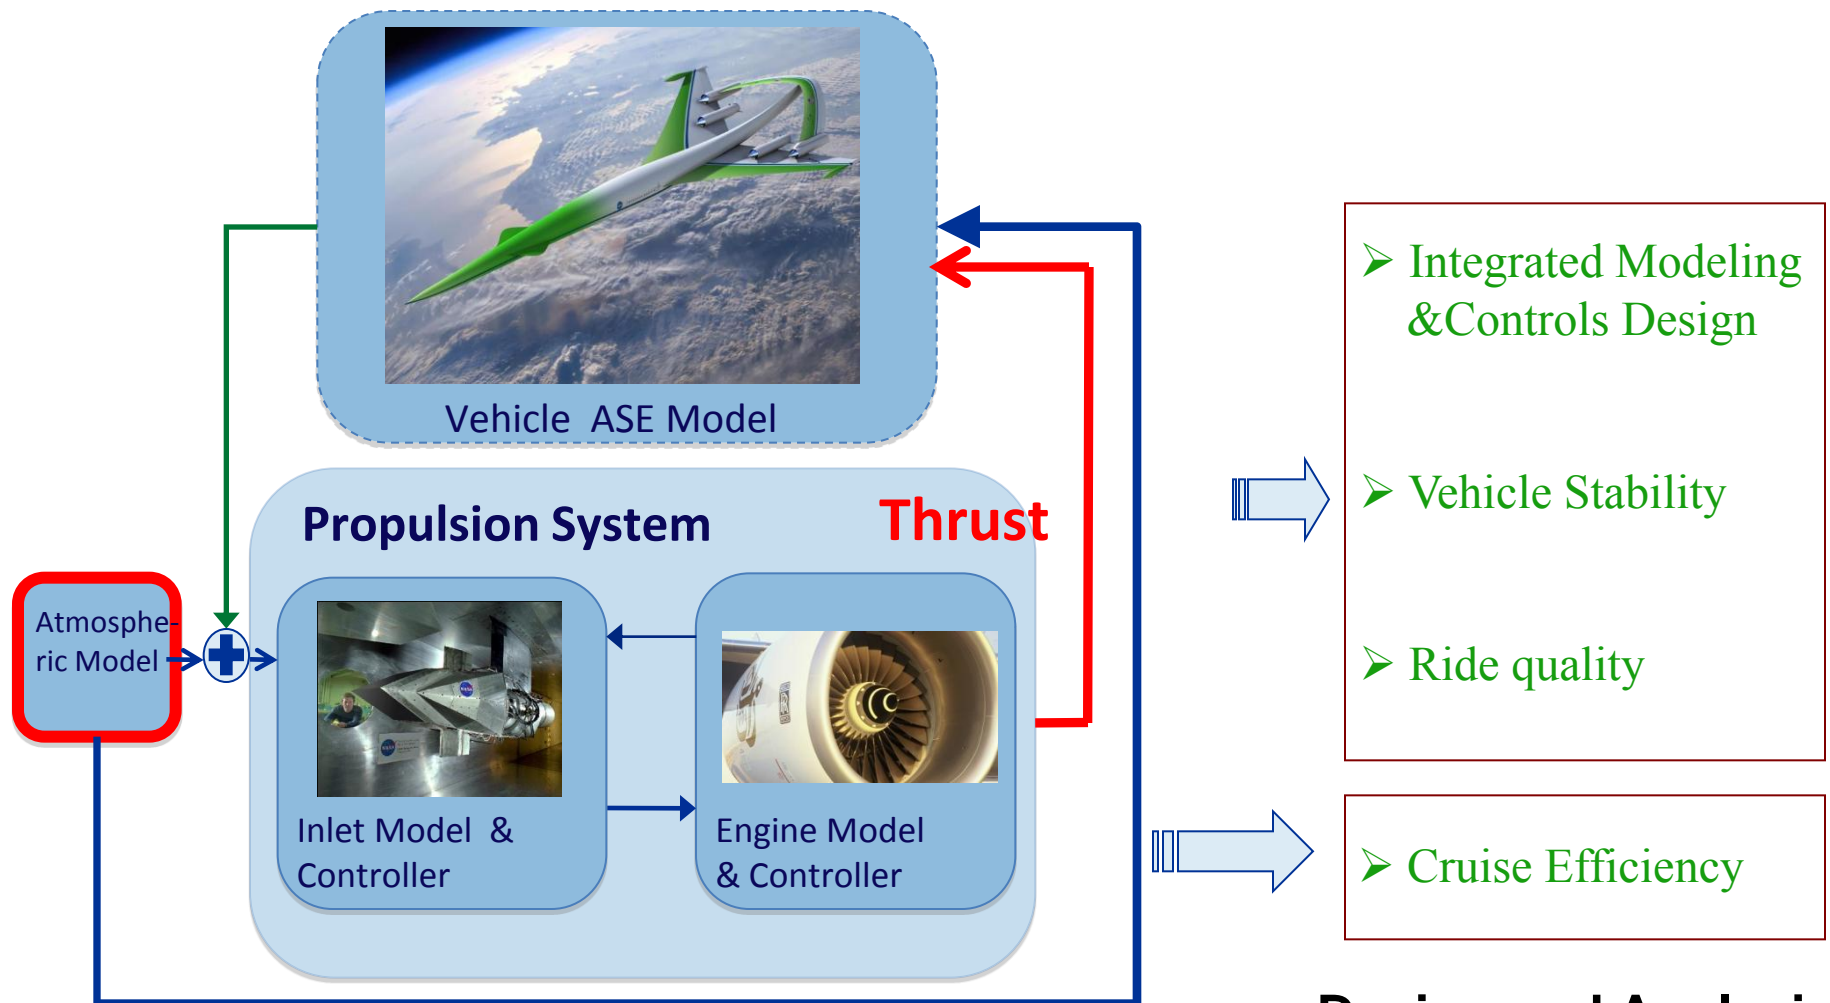 Vehicle ASE Model
Propulsion System
Thrust
Atmosphe-
ric Model
Inlet Model &
Controller
Engine Model
& Controller
➢ Integrated Modeling
&Controls Design
➢ Vehicle Stability
➢ Ride quality
➢ Cruise Efficiency